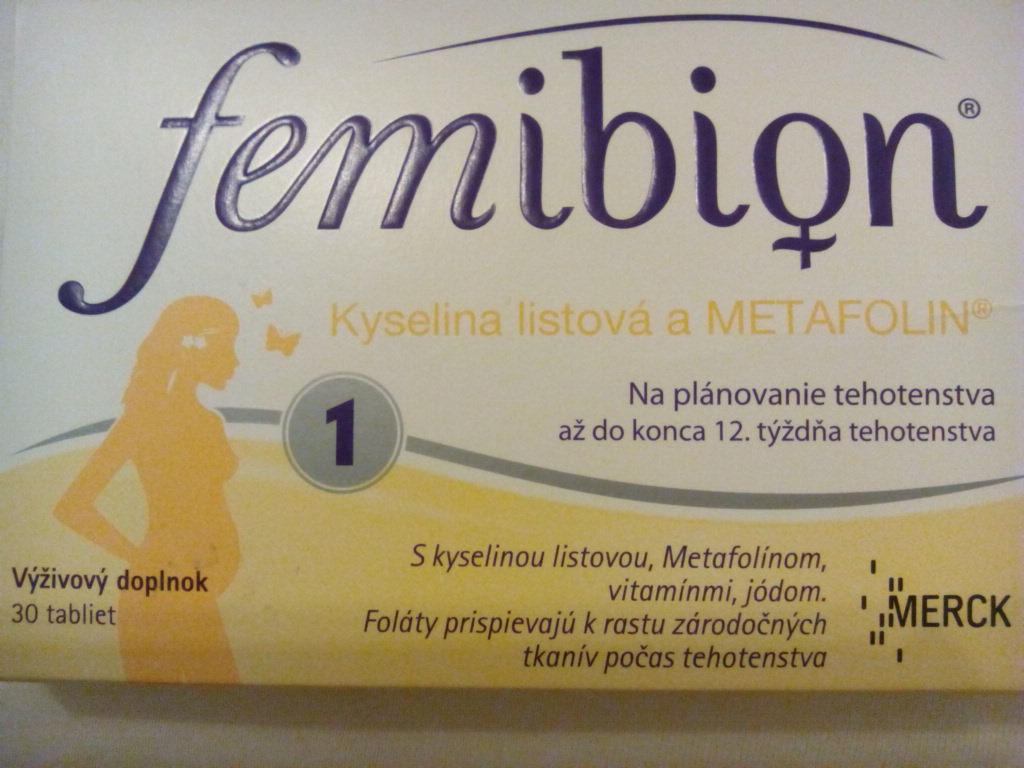 femibion®
Kyselina listová a METAFOLIN®
1
Na plánovanie tehotenstva
až do konca 12. týždňa tehotenstva
S kyselinou listovou, Metafolínom,
vitamínmi, jódom.
Foláty prispievajú k rastu zárodočných
tkanív počas tehotenstva
Výživový doplnok
30 tabliet
MERCK